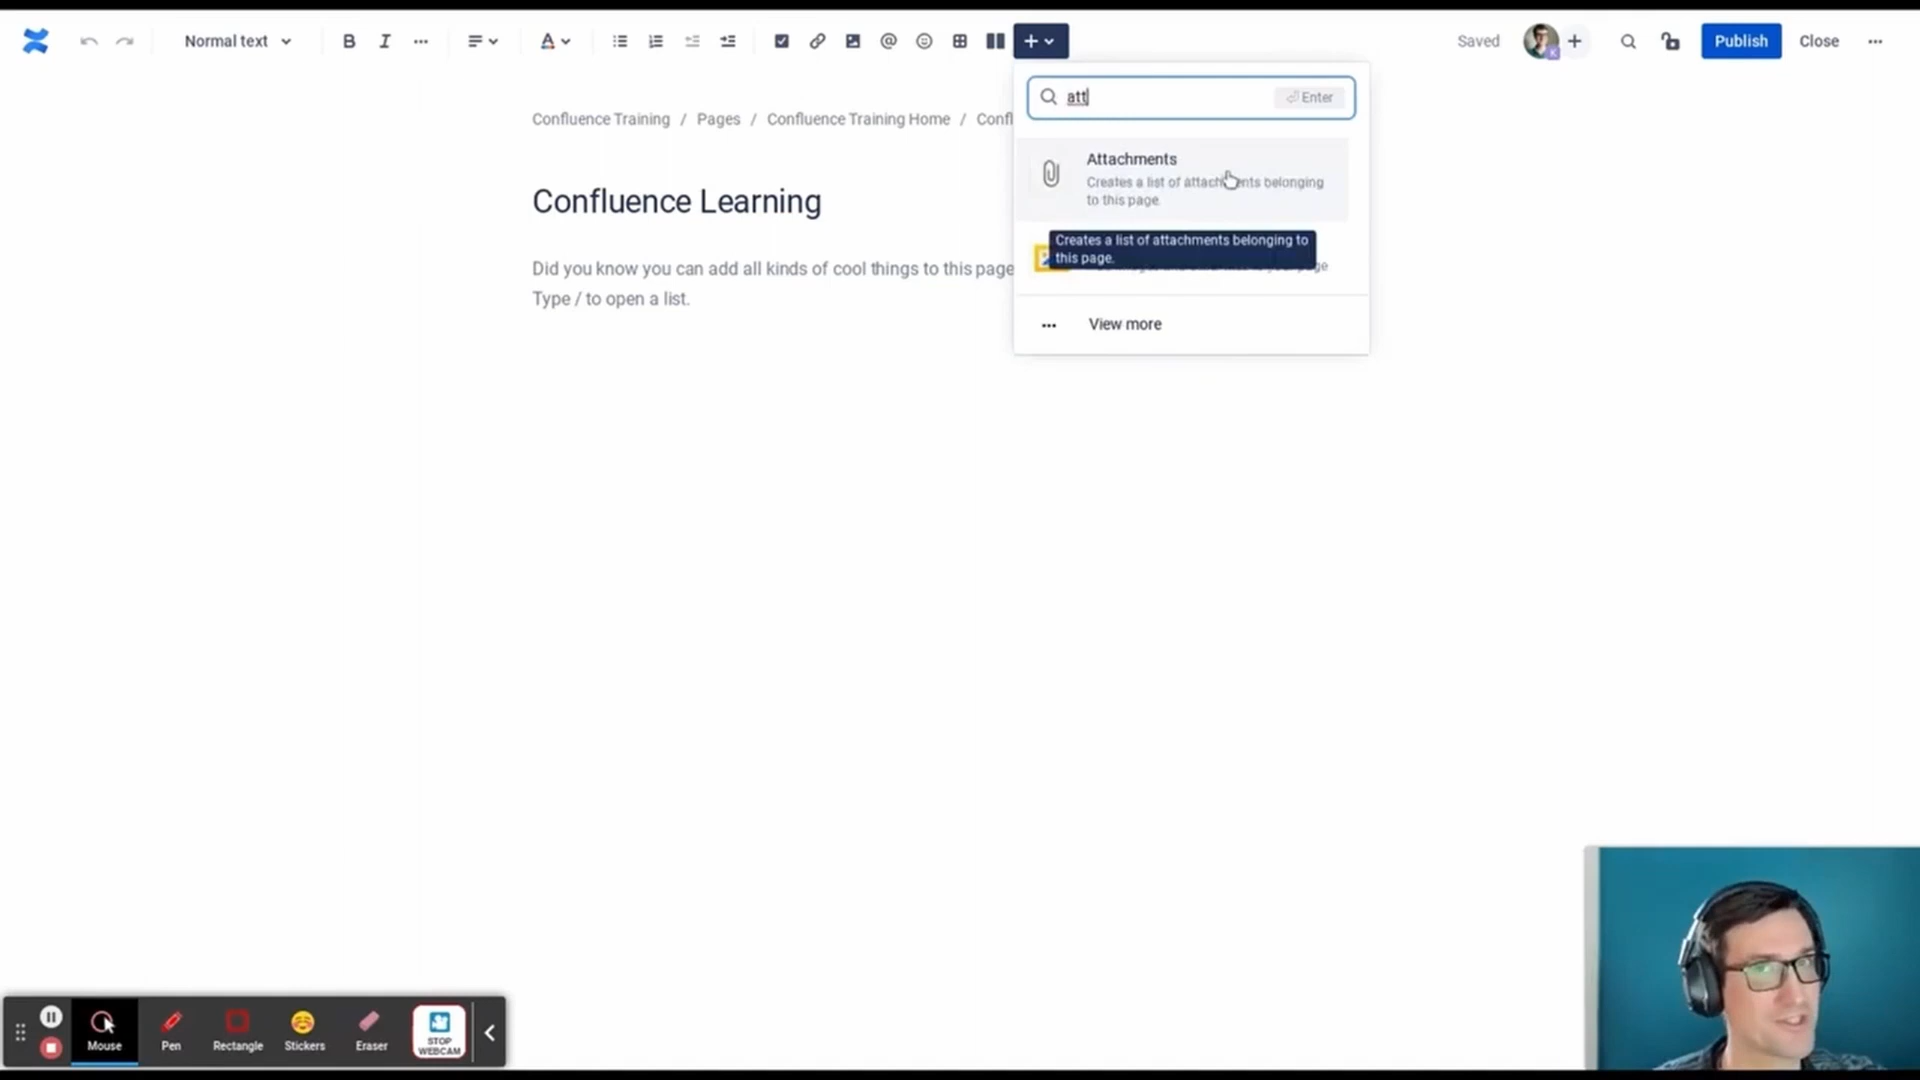 Normal text
B
I
A
Saved
Publish
Close
att
Enter
Confluence Training / Pages / Confluence Training Home / Confl
Attachments
Creates a list of attachments belonging
to this page.
Confluence Learning
Creates a list of attachments belonging to
this page.
page
Did you know you can add all kinds of cool things to this page
Type / to open a list.
View more
Mouse
Pen
Rectangle
Stickers
Eraser
STOP
WEBCAM